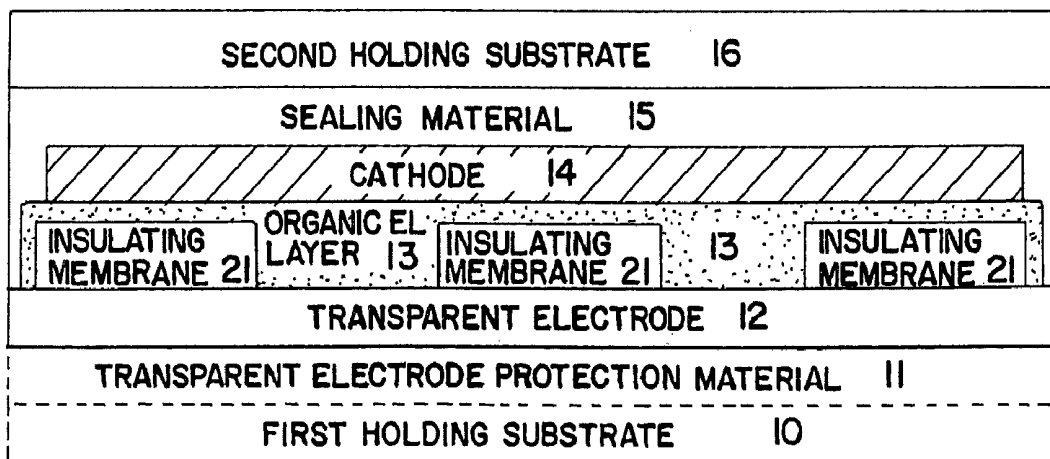 SECOND HOLDING SUBSTRATE 16
SEALING MATERIAL 15
CATHODE 14
ORGANIC EL
LAYER 13
INSULATING
MEMBRANE 21
INSULATING
MEMBRANE 21
13
INSULATING
MEMBRANE 21
TRANSPARENT ELECTRODE 12
TRANSPARENT ELECTRODE PROTECTION MATERIAL 11
FIRST HOLDING SUBSTRATE 10